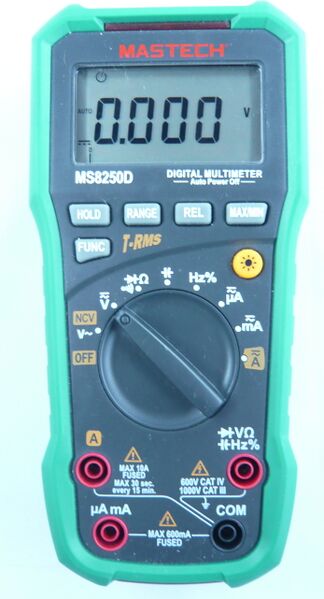 MASTECH
AUTO
0.000 V
MS8250D
DIGITAL MULTIMETER
Auto Power Off
HOLD RANGE REL MAX/MIN
FUNC T-RMS
Ω Hz%
V μA
NCV mA
V~
OFF A
A VΩ
Hz%
MAX 10A
FUSED
MAX 30 sec.
every 15 min.
600V CAT IV
1000V CAT III
μA mA COM
MAX 600mA
FUSED